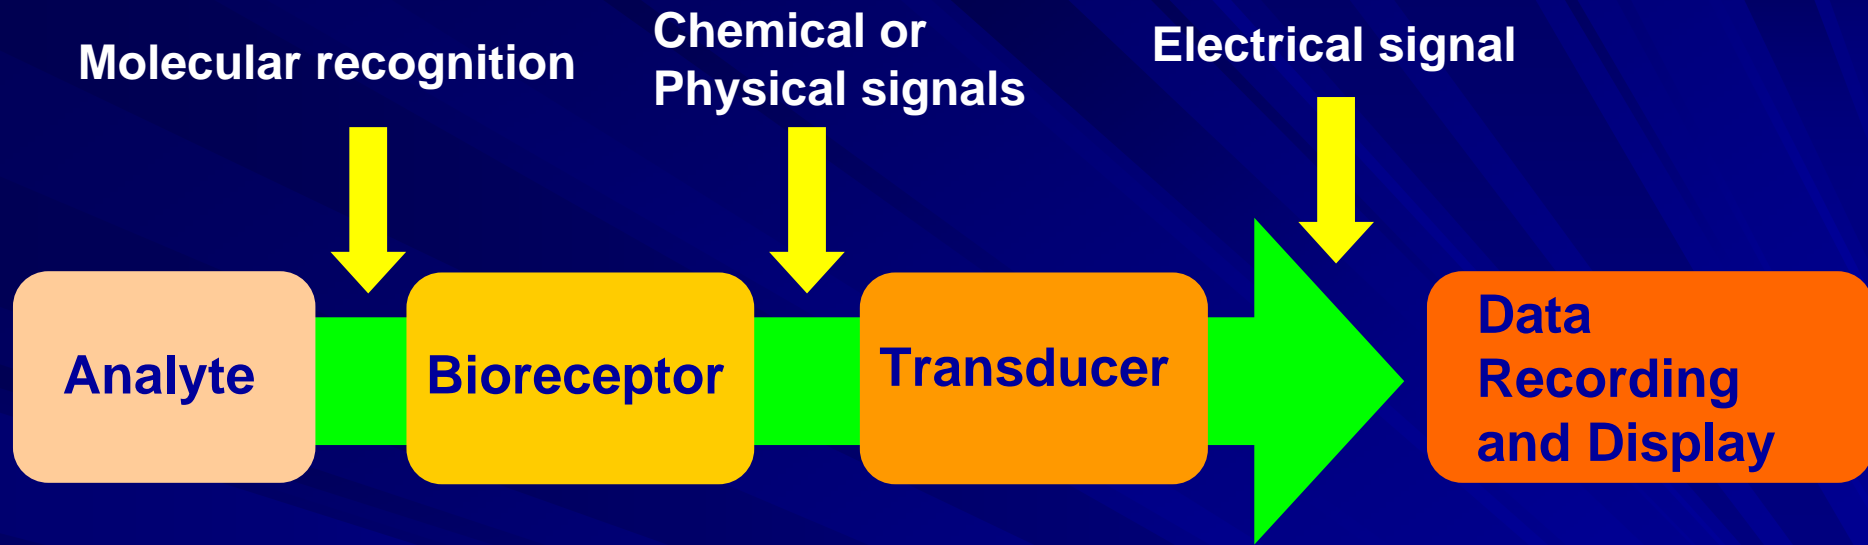 Molecular recognition
Chemical or
Physical signals
Electrical signal
Analyte
Bioreceptor
Transducer
Data
Recording
and Display